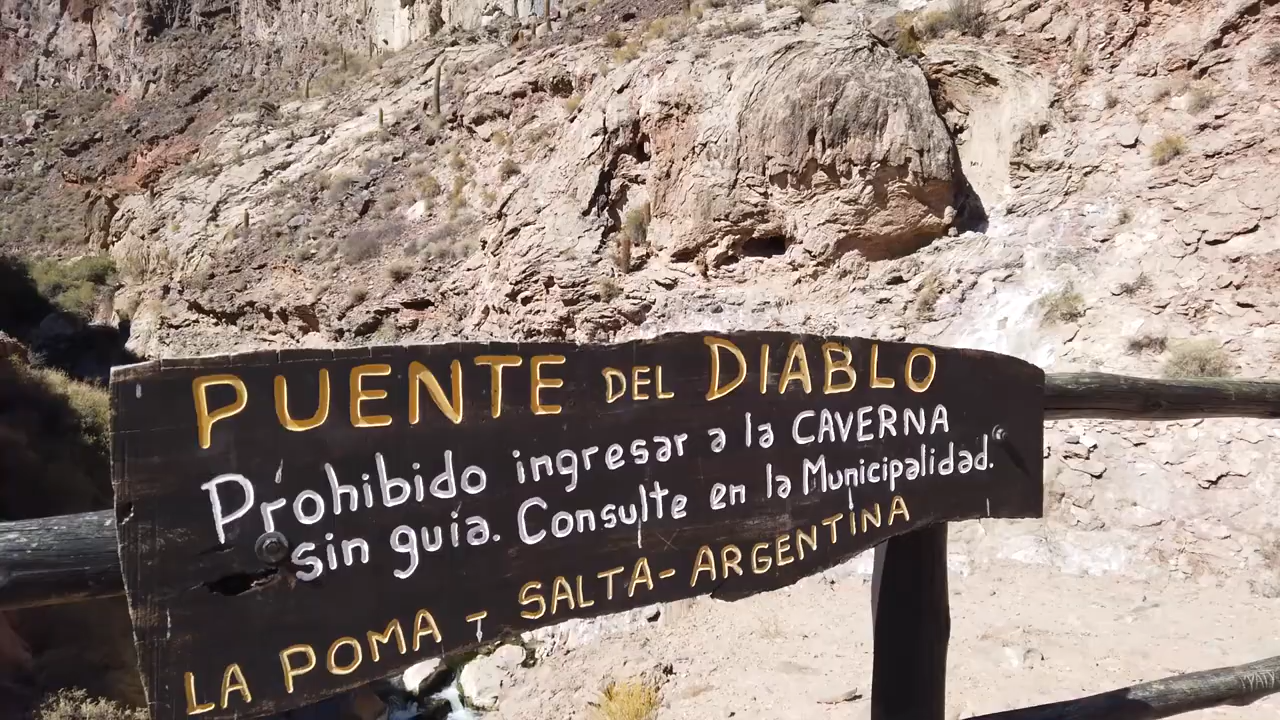 PUENTE DEL DIABLO
Prohibido ingresar a la CAVERNA
sin guía. Consulte en la Municipalidad.
LA POMA - SALTA-ARGENTINA